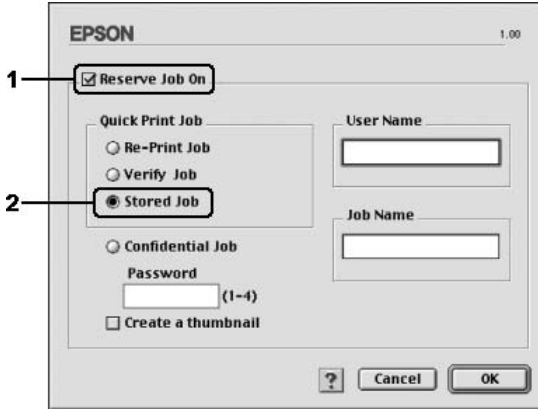 EPSON
1.00
1
Reserve Job On
Quick Print Job
Re-Print Job
Verify Job
2
Stored Job
Confidential Job
Password
(1-4)
Create a thumbnail
User Name
Job Name
?
Cancel
OK